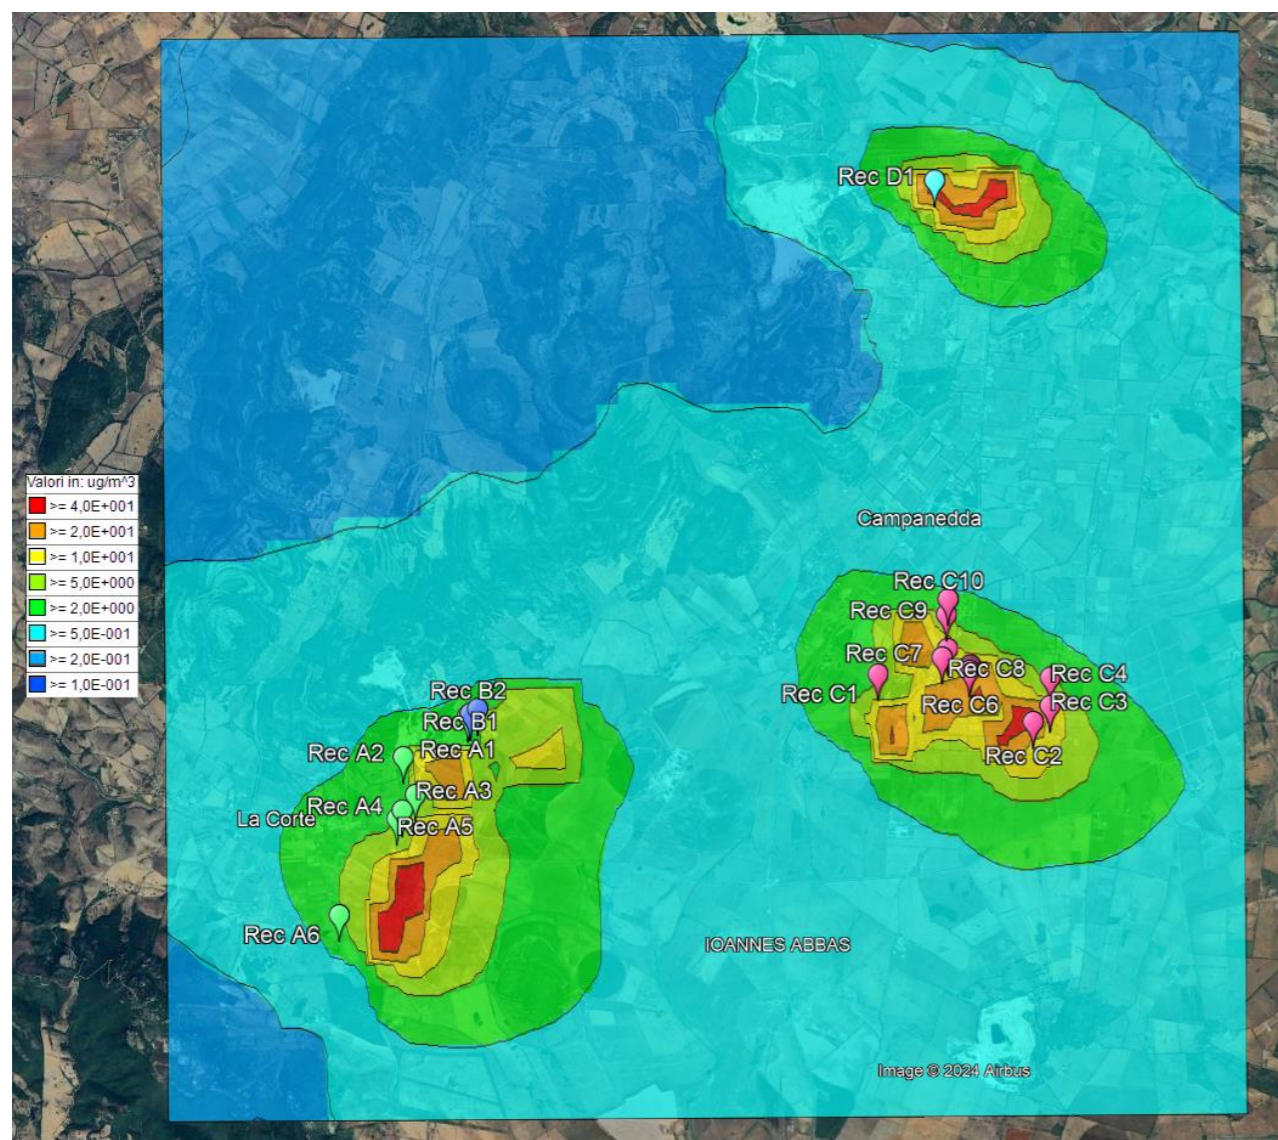 Rec D1
Valori in: ug/m^3
>= 4,0E+001
>= 2,0E+001
>= 1,0E+001
>= 5,0E+000
>= 2,0E+000
>= 5,0E-001
>= 2,0E-001
>= 1,0E-001
Campanedda
Rec C10
Rec C9
Rec C7
Rec C8
Rec C4
Rec C1
Rec C6
Rec C3
Rec C2
Rec B2
Rec B1
Rec A2
Rec A1
Rec A3
Rec A4
La Corte
Rec A5
Rec A6
IOANNES ABBAS
Image © 2024 Airbus